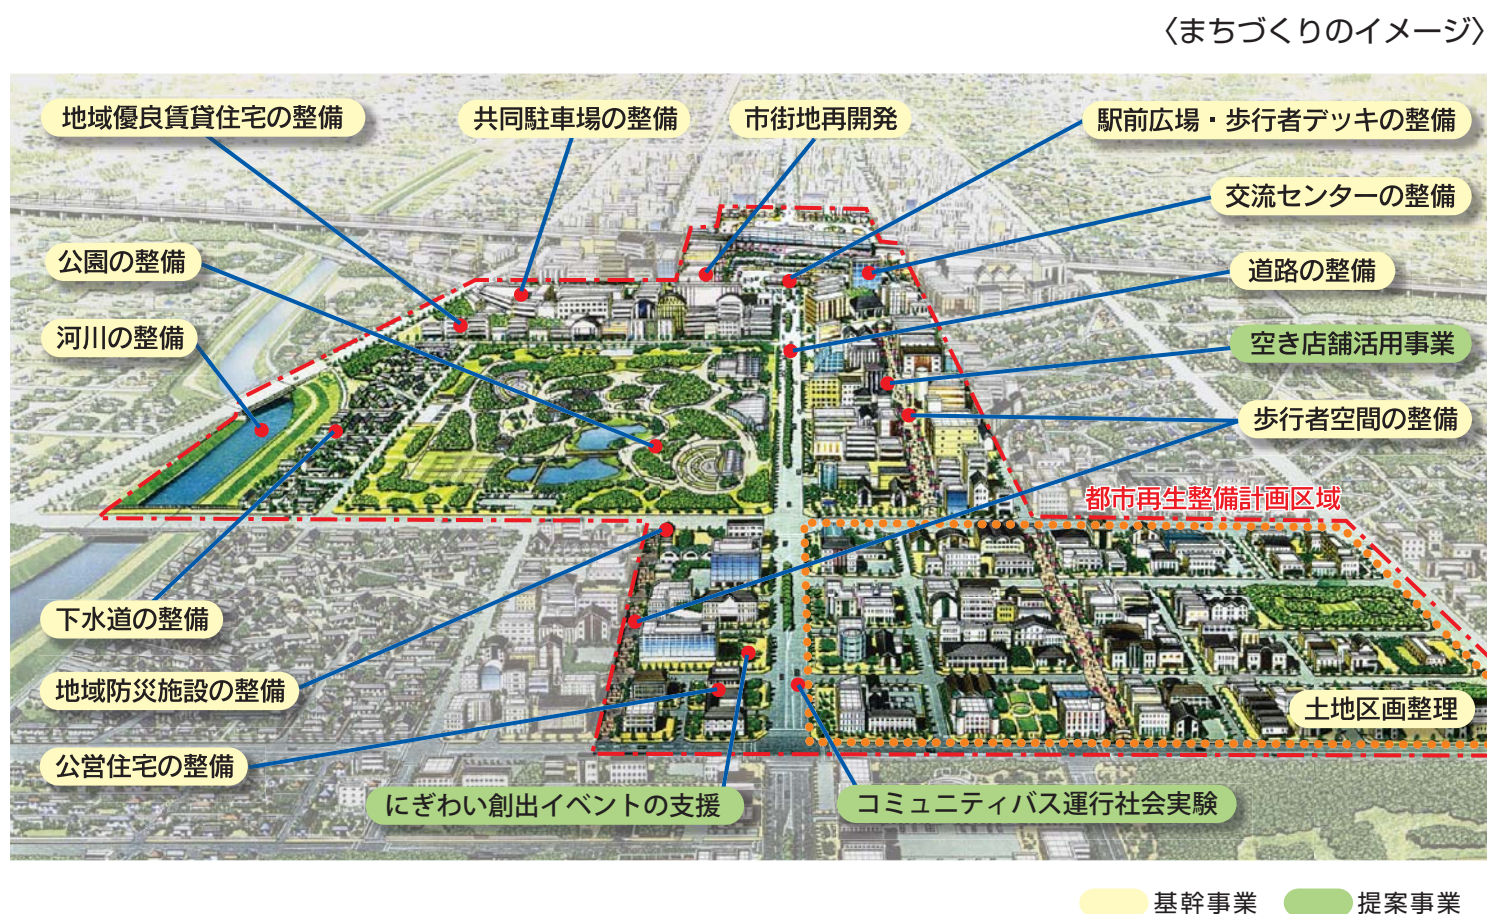 〈まちづくりのイメージ〉
地域優良賃貸住宅の整備
共同駐車場の整備
市街地再開発
駅前広場・歩行者デッキの整備
交流センターの整備
公園の整備
道路の整備
河川の整備
空き店舗活用事業
歩行者空間の整備
都市再生整備計画区域
下水道の整備
地域防災施設の整備
土地区画整理
公営住宅の整備
にぎわい創出イベントの支援
コミュニティバス運行社会実験
基幹事業
提案事業